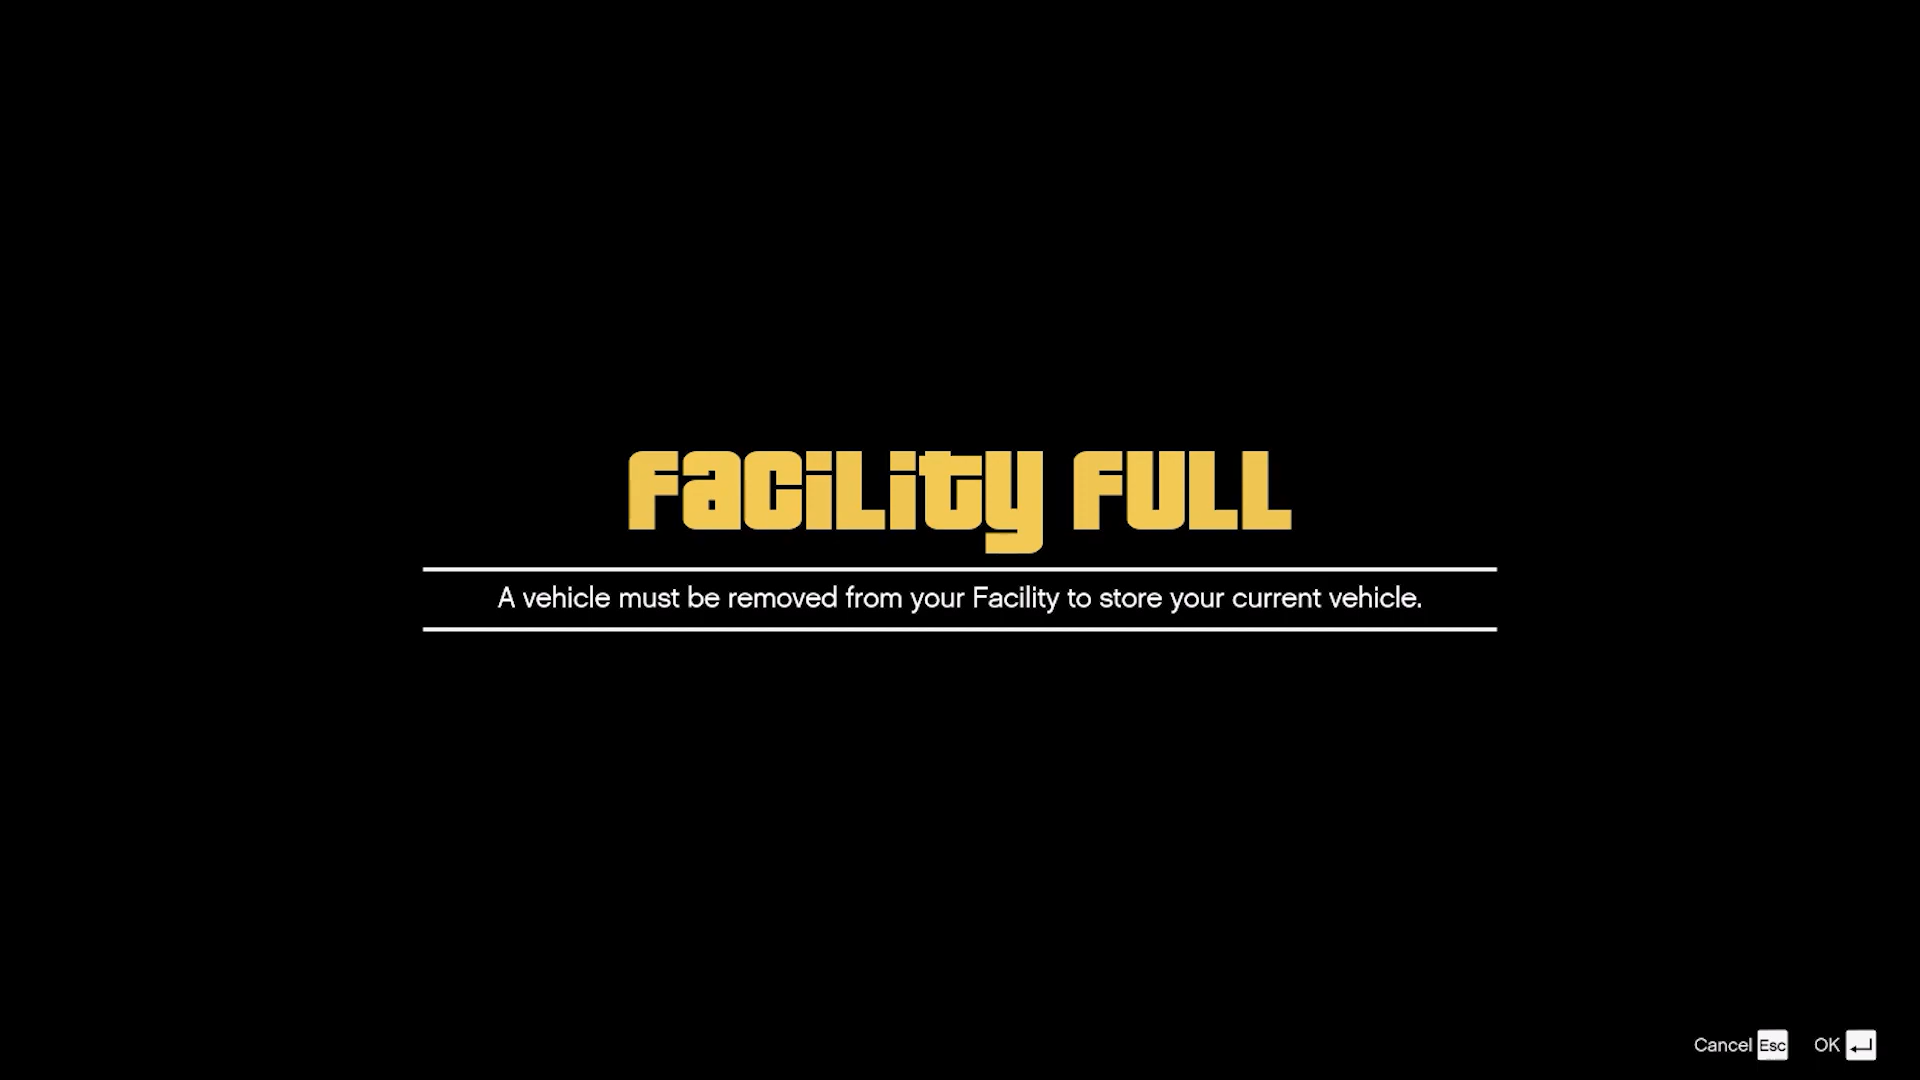 Facility Full
A vehicle must be removed from your Facility to store your current vehicle.
Cancel Esc OK